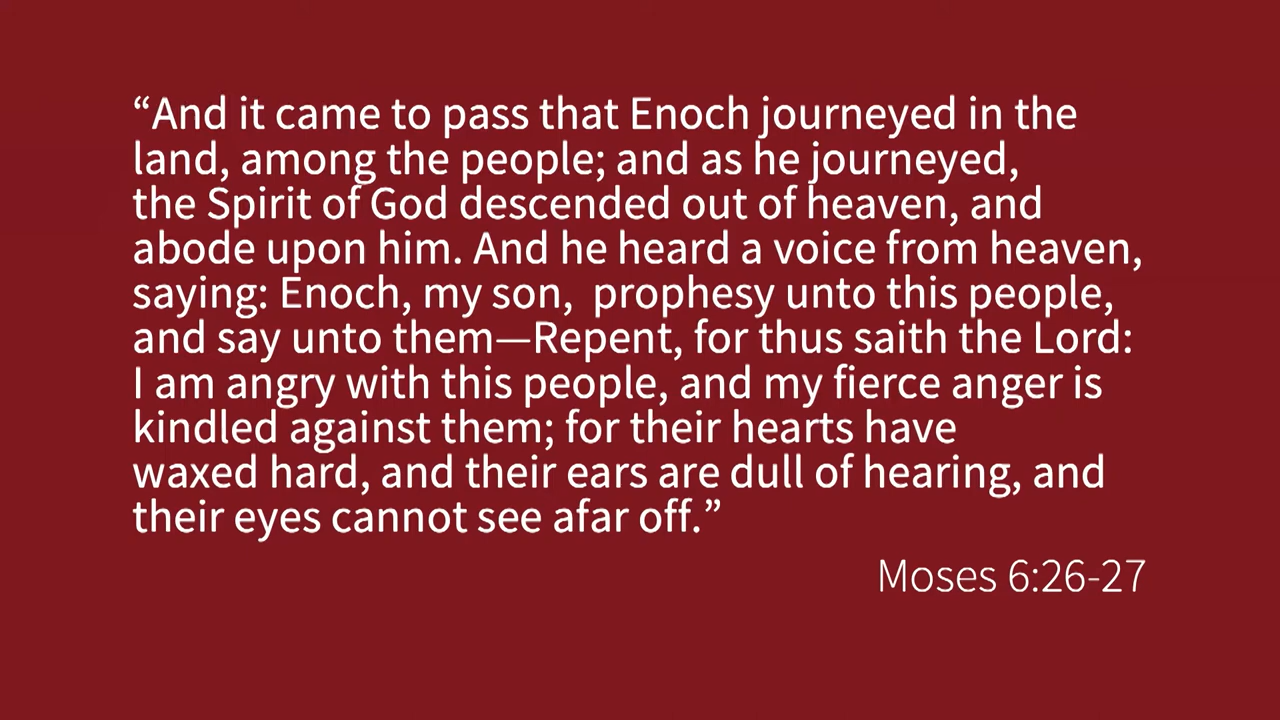 “And it came to pass that Enoch journeyed in the
land, among the people; and as he journeyed,
the Spirit of God descended out of heaven, and
abode upon him. And he heard a voice from heaven,
saying: Enoch, my son,  prophesy unto this people,
and say unto them—Repent, for thus saith the Lord:
I am angry with this people, and my fierce anger is
kindled against them; for their hearts have
waxed hard, and their ears are dull of hearing, and
their eyes cannot see afar off.”
Moses 6:26-27